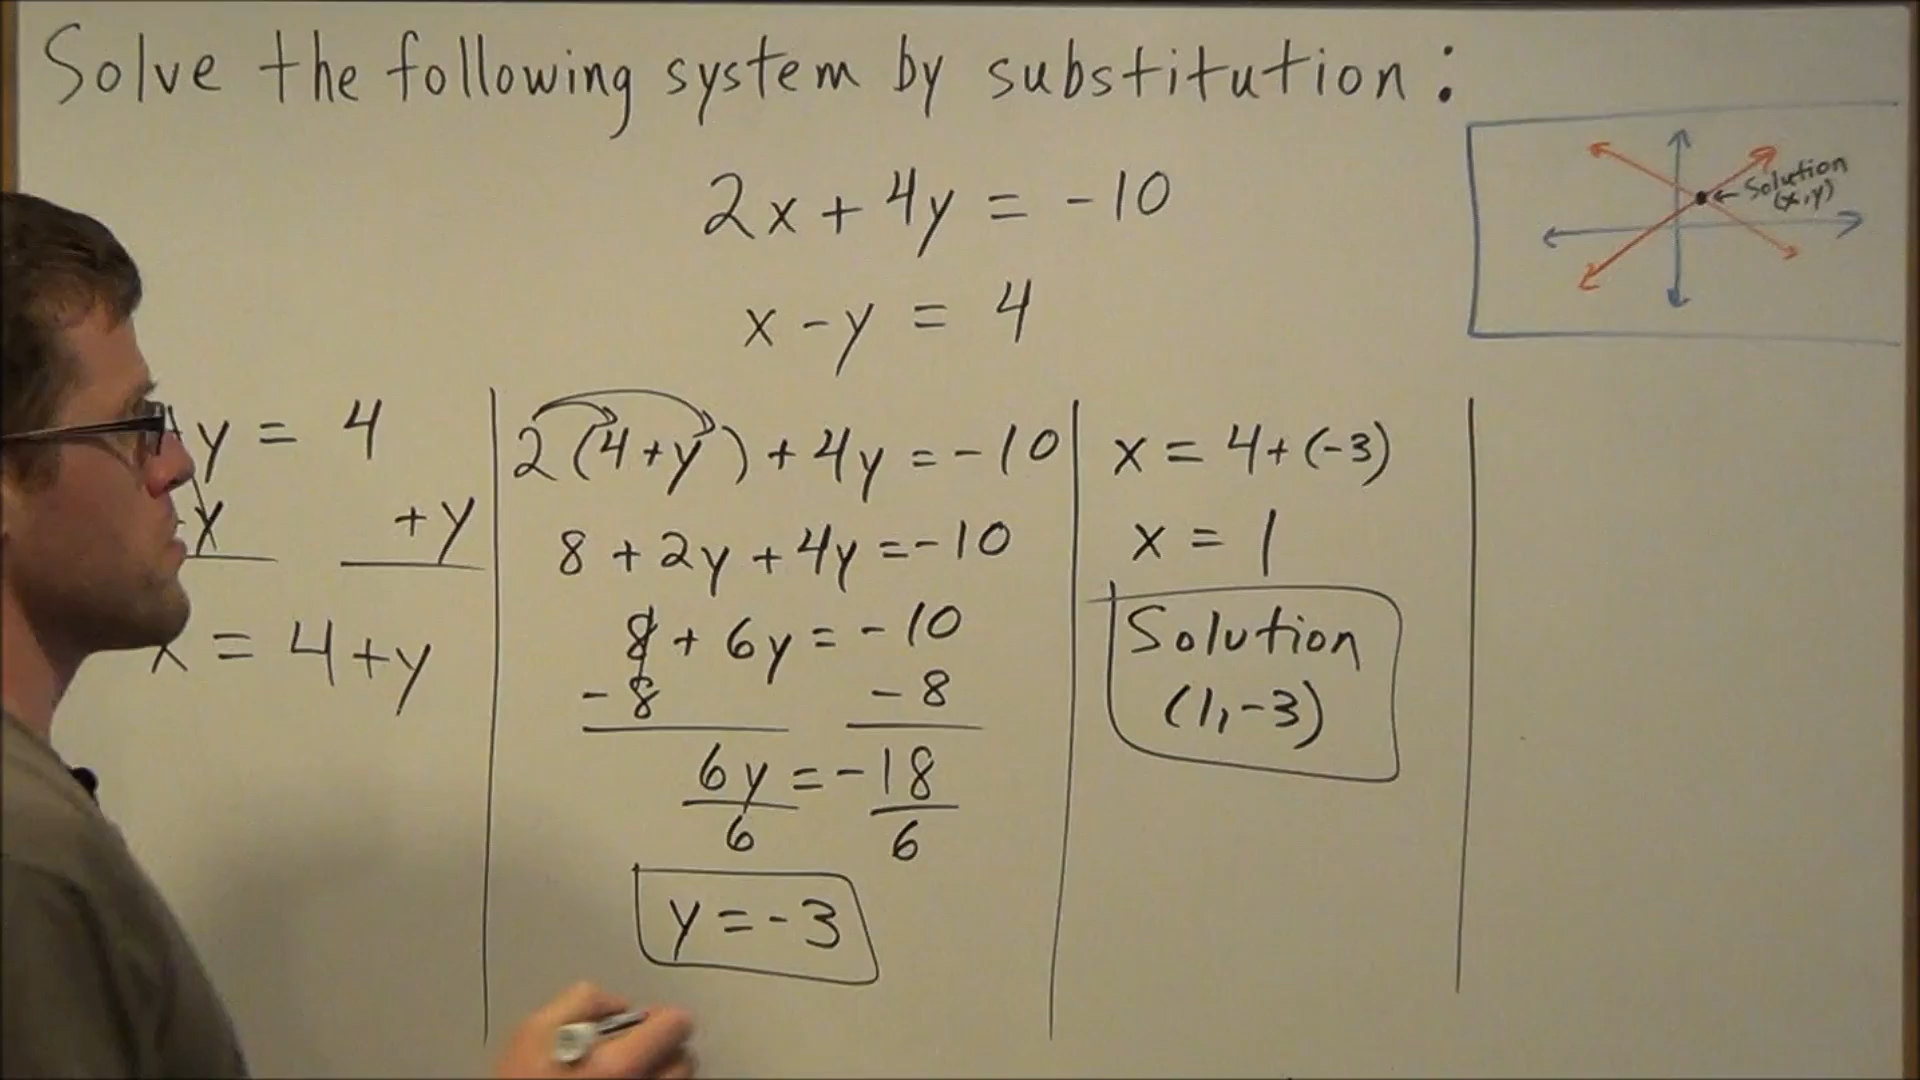 Solve the following system by substitution:
2x + 4y = -10
x - y = 4
Solution
(x,y)
y = 4
+y
x = 4+y
2(4+y) + 4y = -10
8 + 2y + 4y = -10
8 + 6y = -10
-8 -8
6y = -18
6 6
y = -3
x = 4+(-3)
x = 1
Solution
(1,-3)